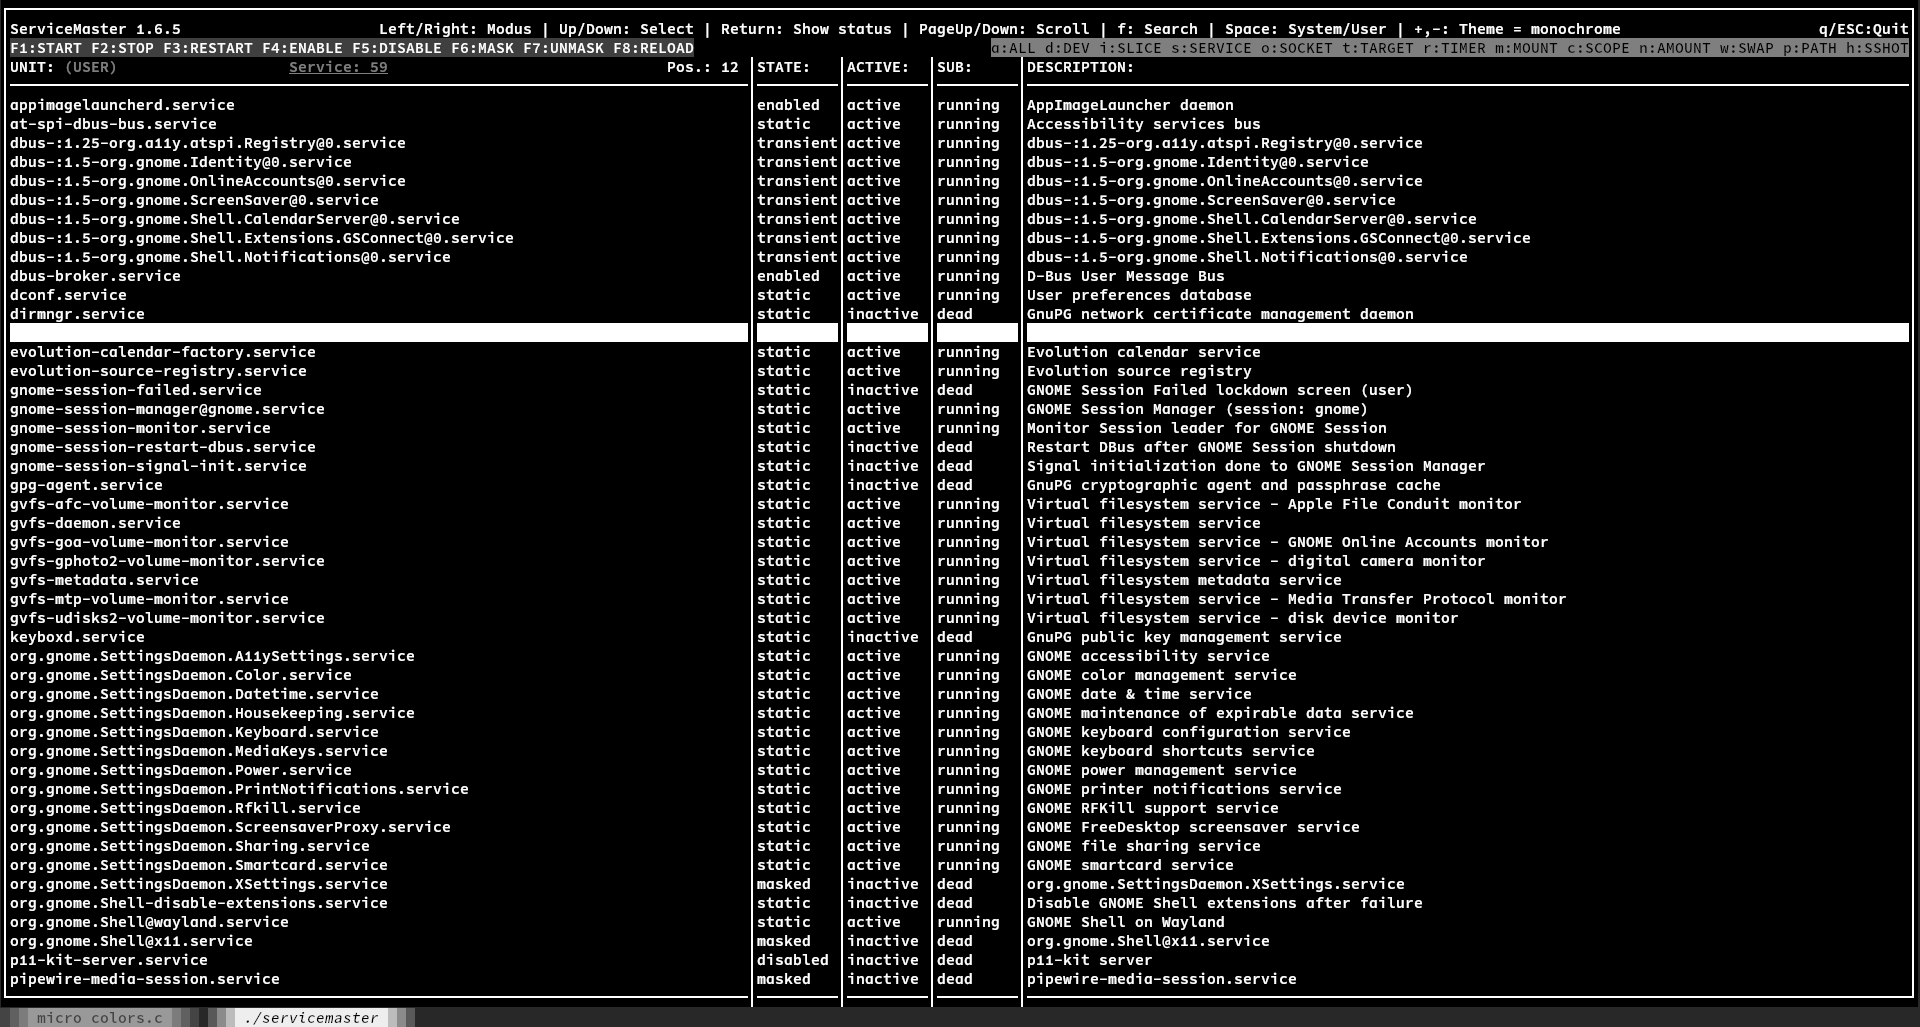 ServiceMaster 1.6.5 Left/Right: Modus | Up/Down: Select | Return: Show status | PageUp/Down: Scroll | f: Search | Space: System/User | +,-: Theme = monochrome q/ESC:Quit
F1:START F2:STOP F3:RESTART F4:ENABLE F5:DISABLE F6:MASK F7:UNMASK F8:RELOAD a:ALL d:DEV i:SLICE s:SERVICE o:SOCKET t:TARGET r:TIMER m:MOUNT c:SCOPE n:AMOUNT w:SWAP p:PATH h:SSHOT
UNIT: (USER) Service: 59 Pos.: 12 STATE: ACTIVE: SUB: DESCRIPTION:
appimagelauncherd.service enabled active running AppImageLauncher daemon
at-spi-dbus-bus.service static active running Accessibility services bus
dbus-:1.25-org.a11y.atspi.Registry@0.service transient active running dbus-:1.25-org.a11y.atspi.Registry@0.service
dbus-:1.5-org.gnome.Identity@0.service transient active running dbus-:1.5-org.gnome.Identity@0.service
dbus-:1.5-org.gnome.OnlineAccounts@0.service transient active running dbus-:1.5-org.gnome.OnlineAccounts@0.service
dbus-:1.5-org.gnome.ScreenSaver@0.service transient active running dbus-:1.5-org.gnome.ScreenSaver@0.service
dbus-:1.5-org.gnome.Shell.CalendarServer@0.service transient active running dbus-:1.5-org.gnome.Shell.CalendarServer@0.service
dbus-:1.5-org.gnome.Shell.Extensions.GSConnect@0.service transient active running dbus-:1.5-org.gnome.Shell.Extensions.GSConnect@0.service
dbus-:1.5-org.gnome.Shell.Notifications@0.service transient active running dbus-:1.5-org.gnome.Shell.Notifications@0.service
dbus-broker.service enabled active running D-Bus User Message Bus
dconf.service static active running User preferences database
dirmngr.service static inactive dead GnuPG network certificate management daemon
evolution-calendar-factory.service static active running Evolution calendar service
evolution-source-registry.service static active running Evolution source registry
gnome-session-failed.service static inactive dead GNOME Session Failed lockdown screen (user)
gnome-session-manager@gnome.service static active running GNOME Session Manager (session: gnome)
gnome-session-monitor.service static active running Monitor Session leader for GNOME Session
gnome-session-restart-dbus.service static inactive dead Restart DBus after GNOME Session shutdown
gnome-session-signal-init.service static inactive dead Signal initialization done to GNOME Session Manager
gpg-agent.service static inactive dead GnuPG cryptographic agent and passphrase cache
gvfs-afc-volume-monitor.service static active running Virtual filesystem service - Apple File Conduit monitor
gvfs-daemon.service static active running Virtual filesystem service
gvfs-goa-volume-monitor.service static active running Virtual filesystem service - GNOME Online Accounts monitor
gvfs-gphoto2-volume-monitor.service static active running Virtual filesystem service - digital camera monitor
gvfs-metadata.service static active running Virtual filesystem metadata service
gvfs-mtp-volume-monitor.service static active running Virtual filesystem service - Media Transfer Protocol monitor
gvfs-udisks2-volume-monitor.service static active running Virtual filesystem service - disk device monitor
keyboxd.service static inactive dead GnuPG public key management service
org.gnome.SettingsDaemon.A11ySettings.service static active running GNOME accessibility service
org.gnome.SettingsDaemon.Color.service static active running GNOME color management service
org.gnome.SettingsDaemon.Datetime.service static active running GNOME date & time service
org.gnome.SettingsDaemon.Housekeeping.service static active running GNOME maintenance of expirable data service
org.gnome.SettingsDaemon.Keyboard.service static active running GNOME keyboard configuration service
org.gnome.SettingsDaemon.MediaKeys.service static active running GNOME keyboard shortcuts service
org.gnome.SettingsDaemon.Power.service static active running GNOME power management service
org.gnome.SettingsDaemon.PrintNotifications.service static active running GNOME printer notifications service
org.gnome.SettingsDaemon.Rfkill.service static active running GNOME RFKill support service
org.gnome.SettingsDaemon.ScreensaverProxy.service static active running GNOME FreeDesktop screensaver service
org.gnome.SettingsDaemon.Sharing.service static active running GNOME file sharing service
org.gnome.SettingsDaemon.Smartcard.service static active running GNOME smartcard service
org.gnome.SettingsDaemon.XSettings.service masked inactive dead org.gnome.SettingsDaemon.XSettings.service
org.gnome.Shell-disable-extensions.service static inactive dead Disable GNOME Shell extensions after failure
org.gnome.Shell@wayland.service static active running GNOME Shell on Wayland
org.gnome.Shell@x11.service masked inactive dead org.gnome.Shell@x11.service
p11-kit-server.service disabled inactive dead p11-kit server
pipewire-media-session.service masked inactive dead pipewire-media-session.service
micro colors.c ./servicemaster